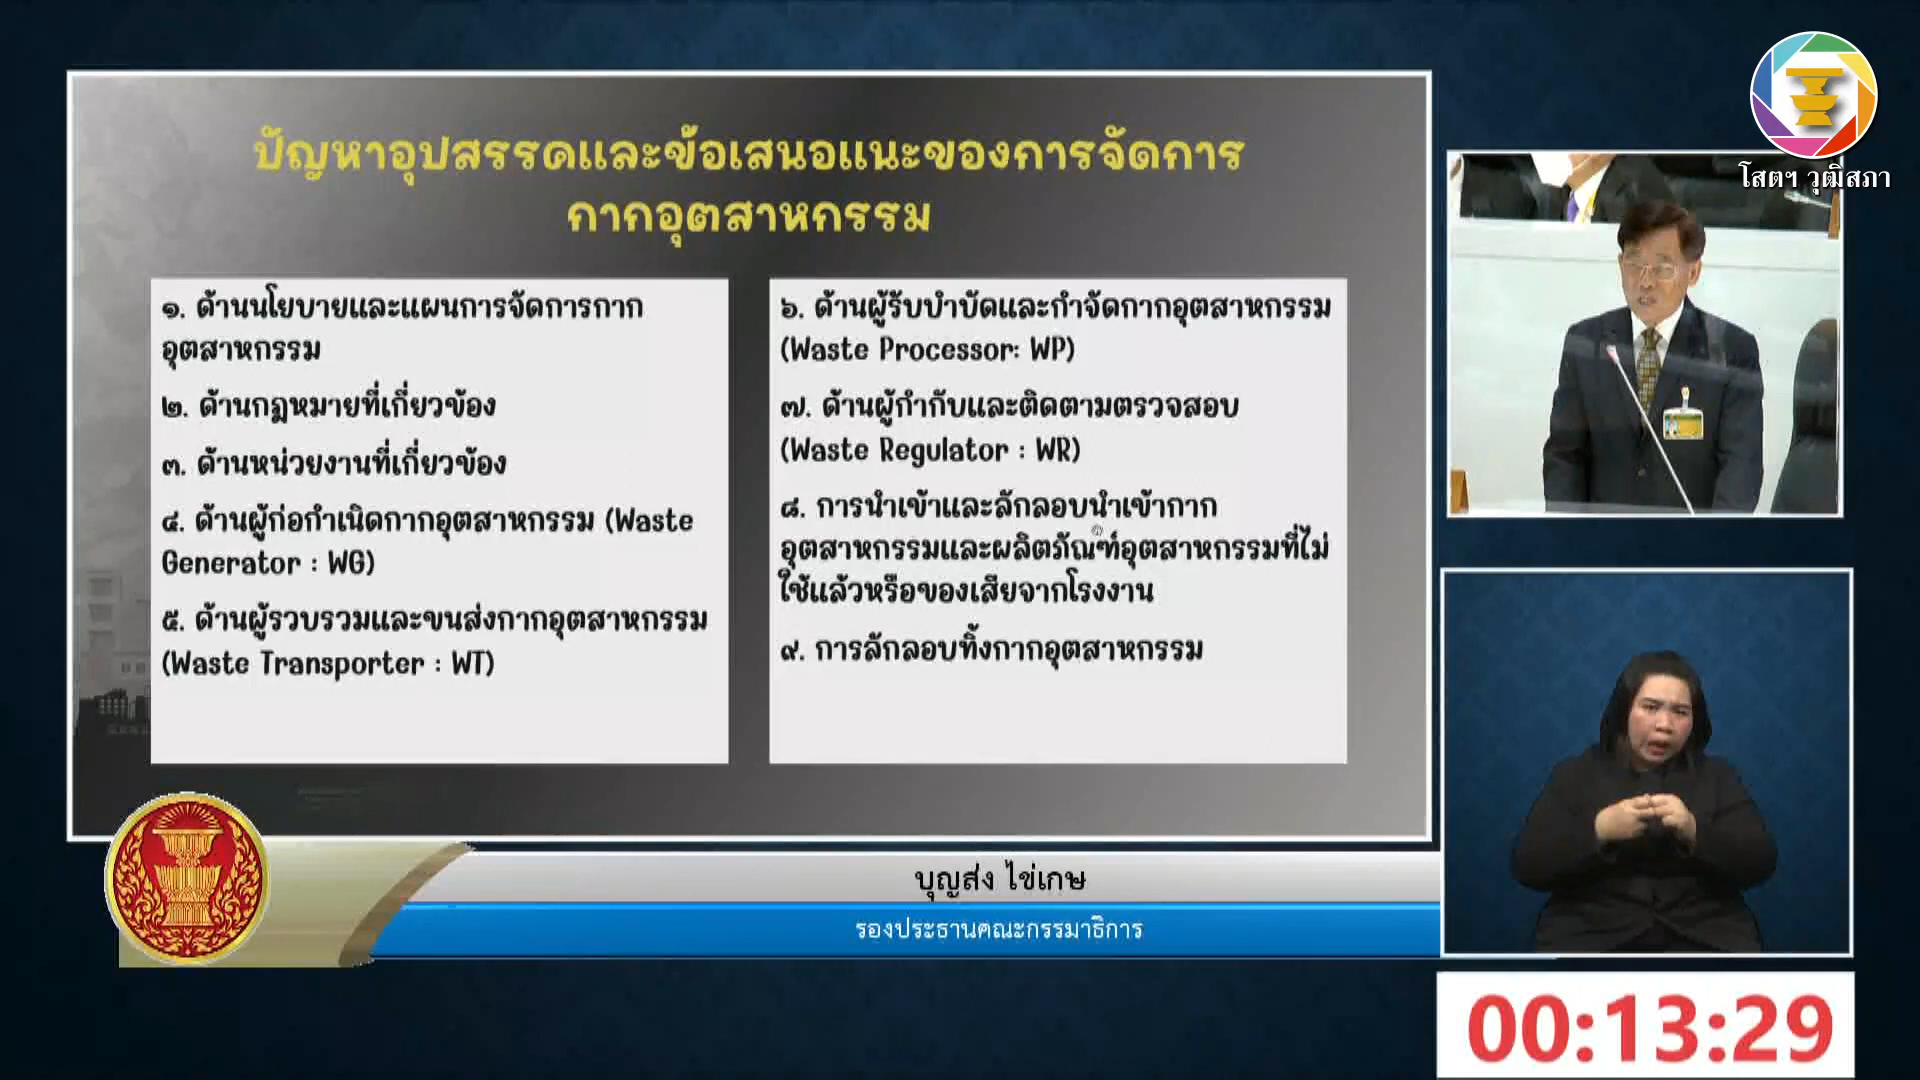 ปัญหาอุปสรรคและข้อเสนอแนะของการจัดการ
กากอุตสาหกรรม
๑. ด้านนโยบายและแผนการจัดการกาก
อุตสาหกรรม
๒. ด้านกฎหมายที่เกี่ยวข้อง
๓. ด้านหน่วยงานที่เกี่ยวข้อง
๔. ด้านผู้ก่อกำเนิดกากอุตสาหกรรม (Waste
Generator : WG)
๕. ด้านผู้รวบรวมและขนส่งกากอุตสาหกรรม
(Waste Transporter : WT)
๖. ด้านผู้รับบำบัดและกำจัดกากอุตสาหกรรม
(Waste Processor: WP)
๗. ด้านผู้กำกับและติดตามตรวจสอบ
(Waste Regulator : WR)
๘. การนำเข้าและลักลอบนำเข้ากาก
อุตสาหกรรมและผลิตภัณฑ์อุตสาหกรรมที่ไม่
ใช้แล้วหรือของเสียจากโรงงาน
๙. การลักลอบทิ้งกากอุตสาหกรรม
โสตฯ วุฒิสภา
บุญส่ง ไข่เกษ
รองประธานคณะกรรมาธิการ
00:13:29